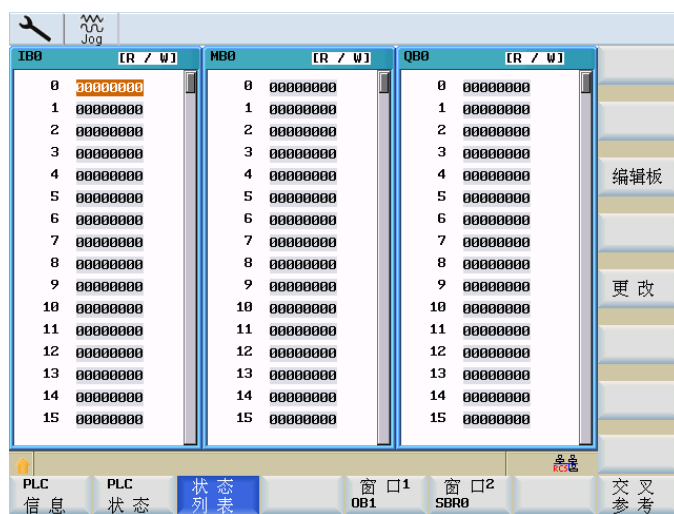 Jog
IB0 [R / W] MB0 [R / W] QB0 [R / W]
0 00000000 0 00000000 0 00000000
1 00000000 1 00000000 1 00000000
2 00000000 2 00000000 2 00000000
3 00000000 3 00000000 3 00000000
4 00000000 4 00000000 4 00000000
编辑板
5 00000000 5 00000000 5 00000000
6 00000000 6 00000000 6 00000000
7 00000000 7 00000000 7 00000000
8 00000000 8 00000000 8 00000000
9 00000000 9 00000000 9 00000000
更改
10 00000000 10 00000000 10 00000000
11 00000000 11 00000000 11 00000000
12 00000000 12 00000000 12 00000000
13 00000000 13 00000000 13 00000000
14 00000000 14 00000000 14 00000000
15 00000000 15 00000000 15 00000000
RCS
PLC
信息
PLC
状态
状态
列表
窗口1
OB1
窗口2
SBR0
交叉
参考